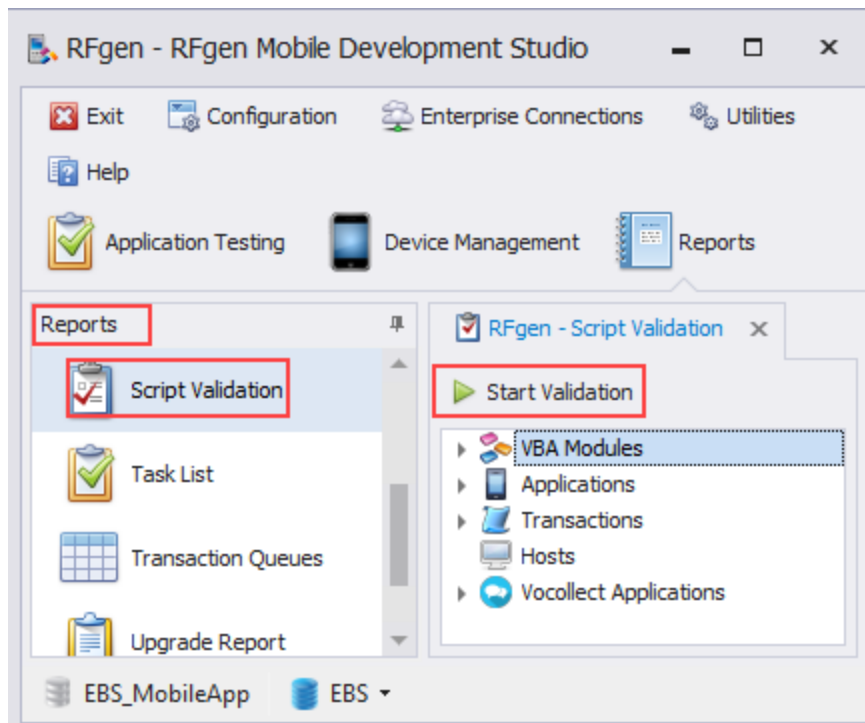 RFgen - RFgen Mobile Development Studio
Exit Configuration Enterprise Connections Utilities
Help
Application Testing Device Management Reports
Reports
Script Validation
Task List
Transaction Queues
Upgrade Report
RFgen - Script Validation
Start Validation
VBA Modules
Applications
Transactions
Hosts
Vocollect Applications
EBS_MobileApp EBS